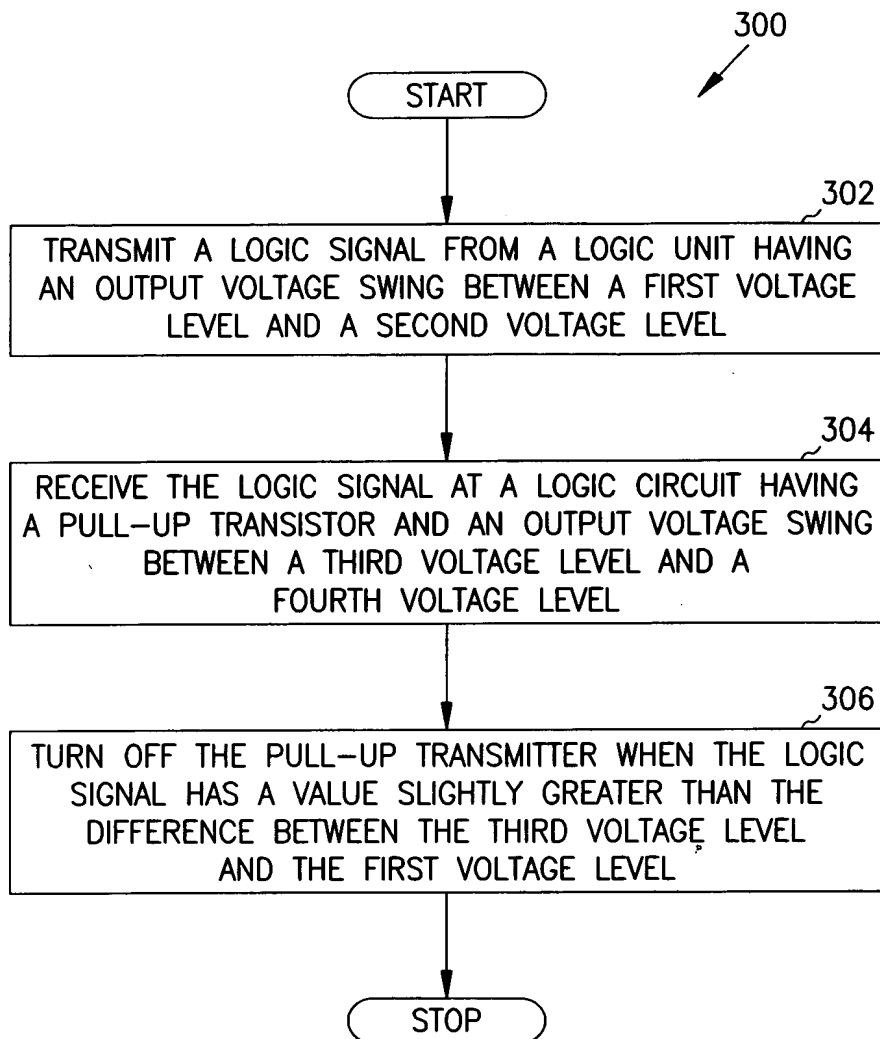 300
START
302
TRANSMIT A LOGIC SIGNAL FROM A LOGIC UNIT HAVING
AN OUTPUT VOLTAGE SWING BETWEEN A FIRST VOLTAGE
LEVEL AND A SECOND VOLTAGE LEVEL
304
RECEIVE THE LOGIC SIGNAL AT A LOGIC CIRCUIT HAVING
A PULL-UP TRANSISTOR AND AN OUTPUT VOLTAGE SWING
BETWEEN A THIRD VOLTAGE LEVEL AND A
FOURTH VOLTAGE LEVEL
306
TURN OFF THE PULL-UP TRANSMITTER WHEN THE LOGIC
SIGNAL HAS A VALUE SLIGHTLY GREATER THAN THE
DIFFERENCE BETWEEN THE THIRD VOLTAGE LEVEL
AND THE FIRST VOLTAGE LEVEL
STOP